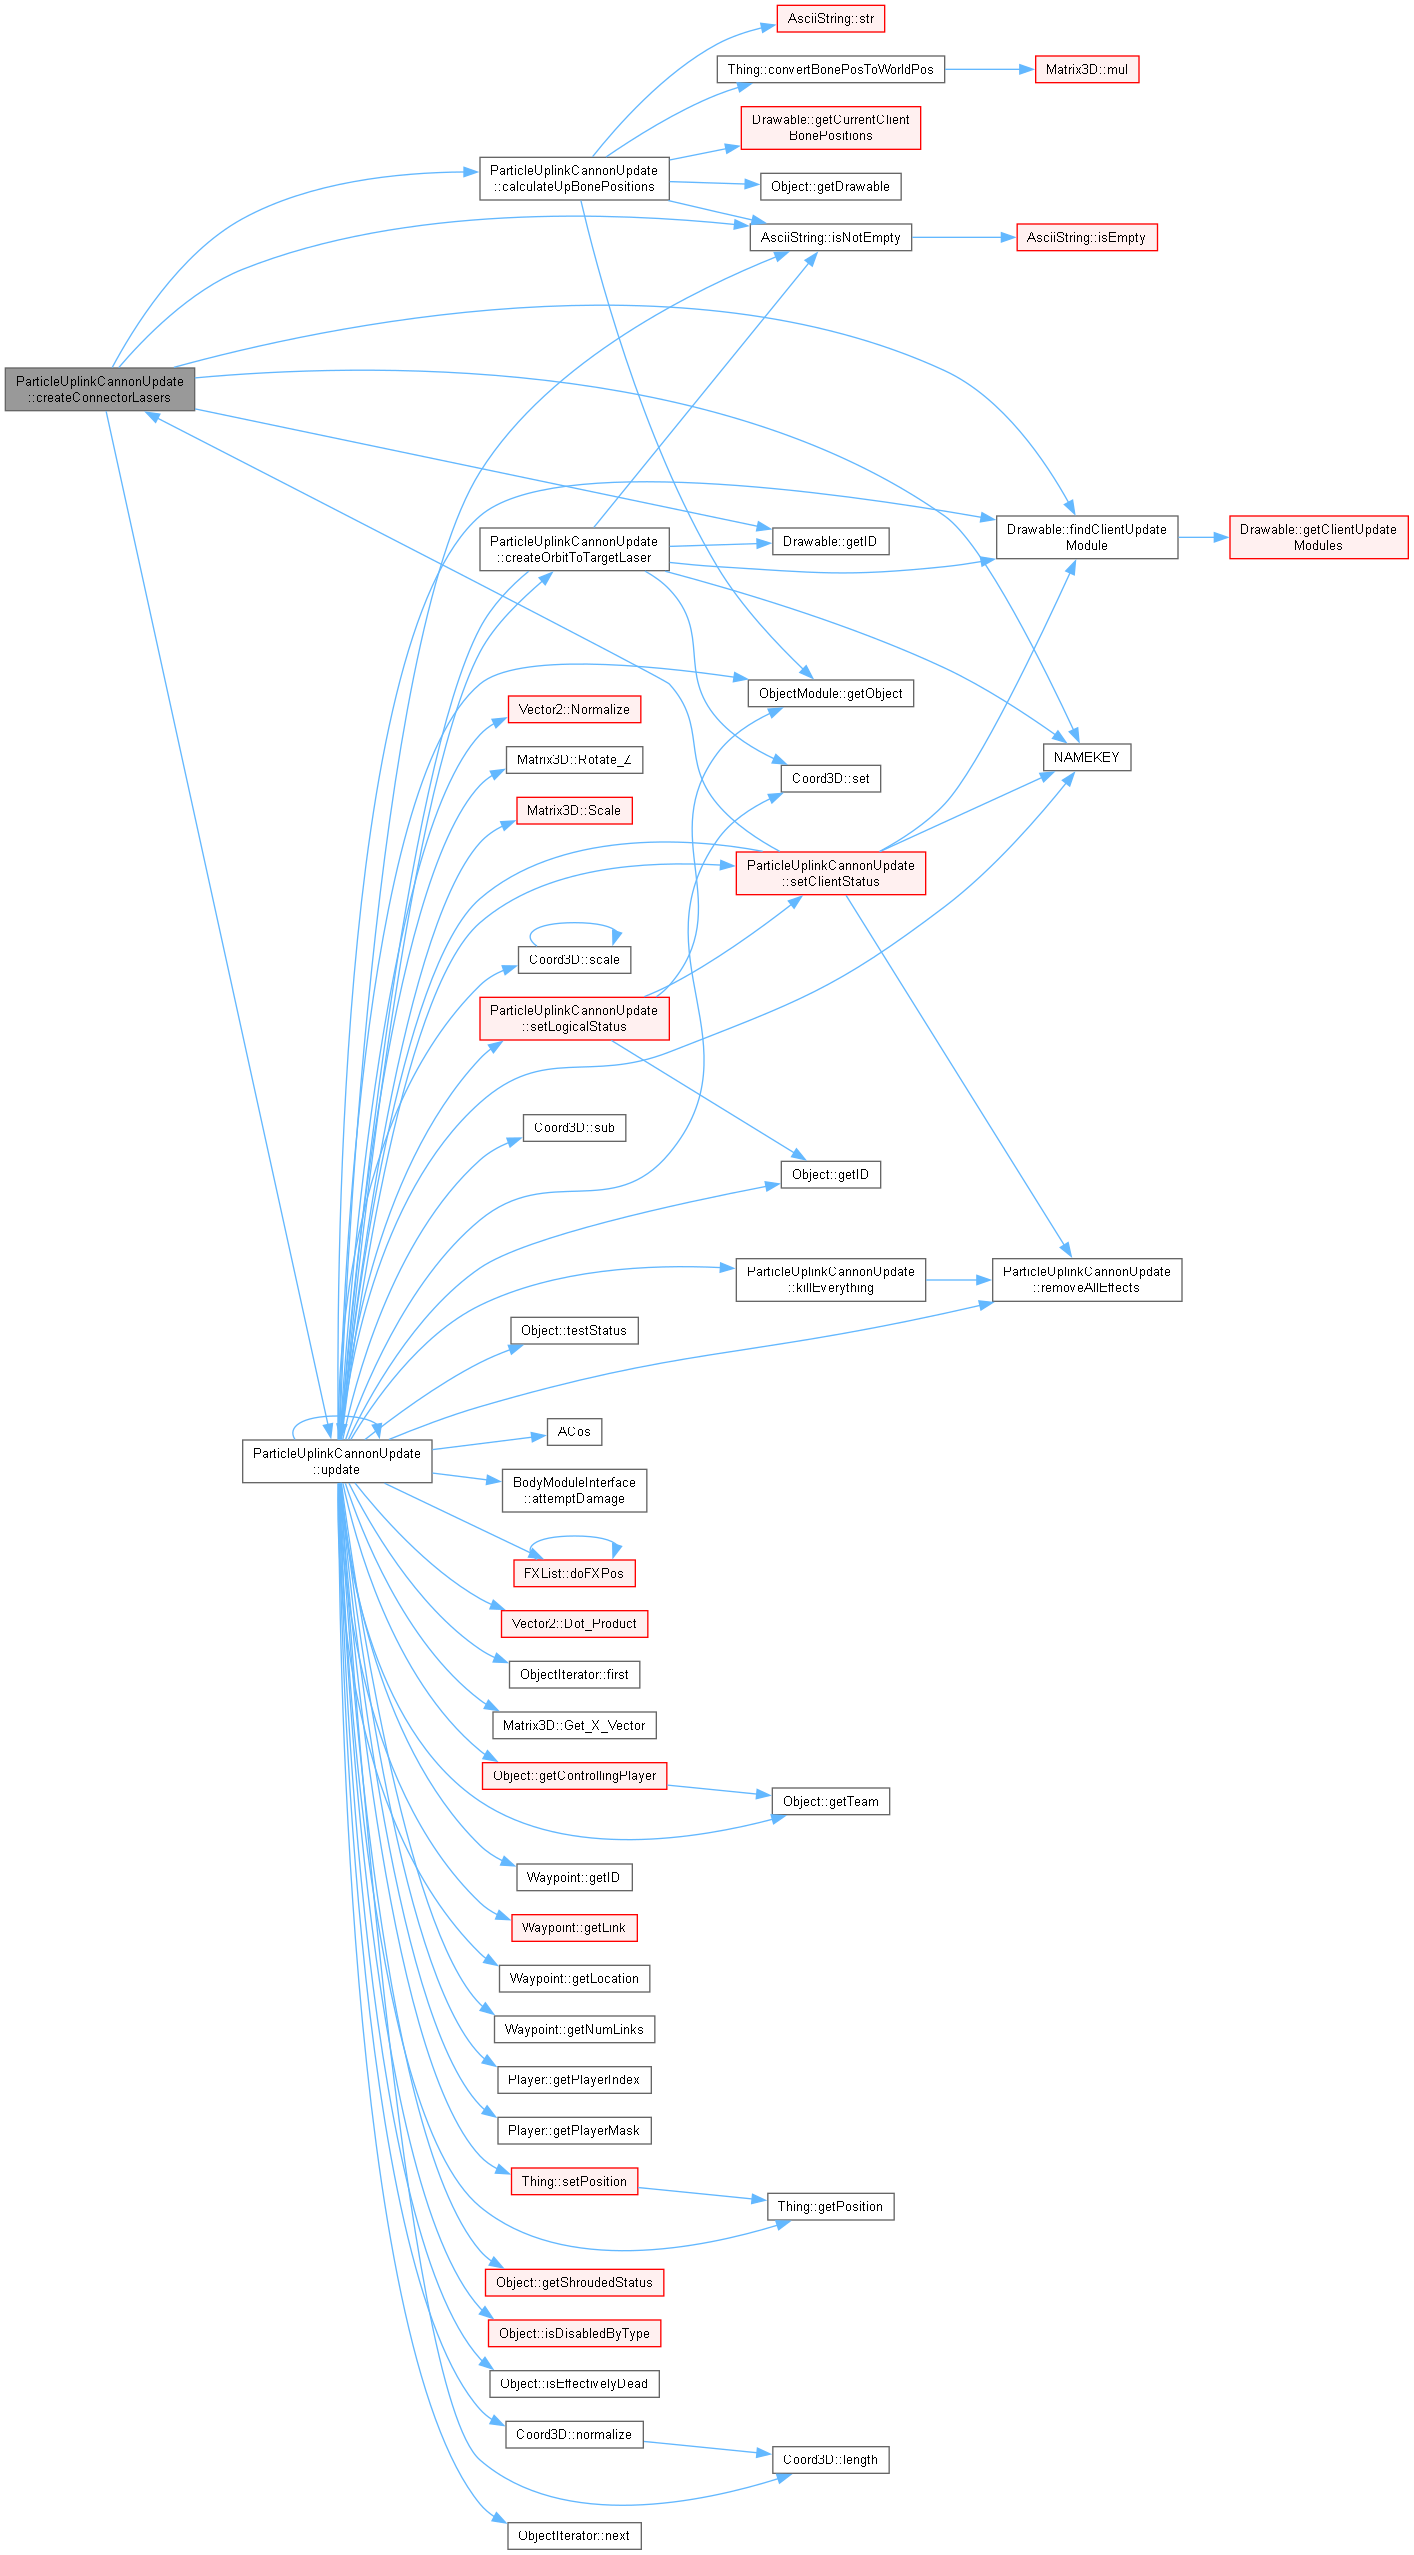 AsciiString::str
Thing::convertBonePosToWorldPos
Matrix3D::mul
Drawable::getCurrentClient
BonePositions
ParticleUplinkCannonUpdate
::calculateUpBonePositions
Object::getDrawable
AsciiString::isNotEmpty
AsciiString::isEmpty
ParticleUplinkCannonUpdate
::createConnectorLasers
ParticleUplinkCannonUpdate
::createOrbitToTargetLaser
Drawable::getID
Drawable::findClientUpdate
Module
Drawable::getClientUpdate
Modules
ObjectModule::getObject
Vector2::Normalize
Matrix3D::Rotate_Z
NAMEKEY
Coord3D::set
Matrix3D::Scale
ParticleUplinkCannonUpdate
::setClientStatus
Coord3D::scale
ParticleUplinkCannonUpdate
::setLogicalStatus
Coord3D::sub
Object::getID
ParticleUplinkCannonUpdate
::killEverything
ParticleUplinkCannonUpdate
::removeAllEffects
Object::testStatus
ACos
ParticleUplinkCannonUpdate
::update
BodyModuleInterface
::attemptDamage
FXList::doFXPos
Vector2::Dot_Product
ObjectIterator::first
Matrix3D::Get_X_Vector
Object::getControllingPlayer
Object::getTeam
Waypoint::getID
Waypoint::getLink
Waypoint::getLocation
Waypoint::getNumLinks
Player::getPlayerIndex
Player::getPlayerMask
Thing::setPosition
Thing::getPosition
Object::getShroudedStatus
Object::isDisabledByType
Object::isEffectivelyDead
Coord3D::normalize
Coord3D::length
ObjectIterator::next